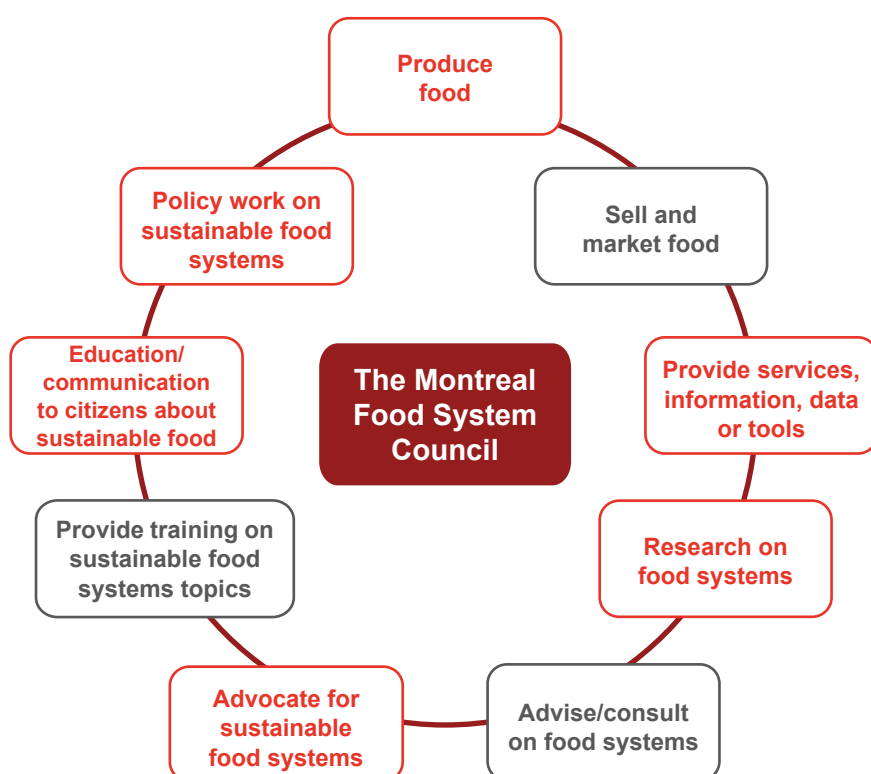 Produce
food
Sell and
market food
Provide services,
information, data
or tools
Research on
food systems
Advise/consult
on food systems
Advocate for
sustainable
food systems
Provide training on
sustainable food
systems topics
Education/
communication
to citizens about
sustainable food
Policy work on
sustainable food
systems
The Montreal
Food System
Council